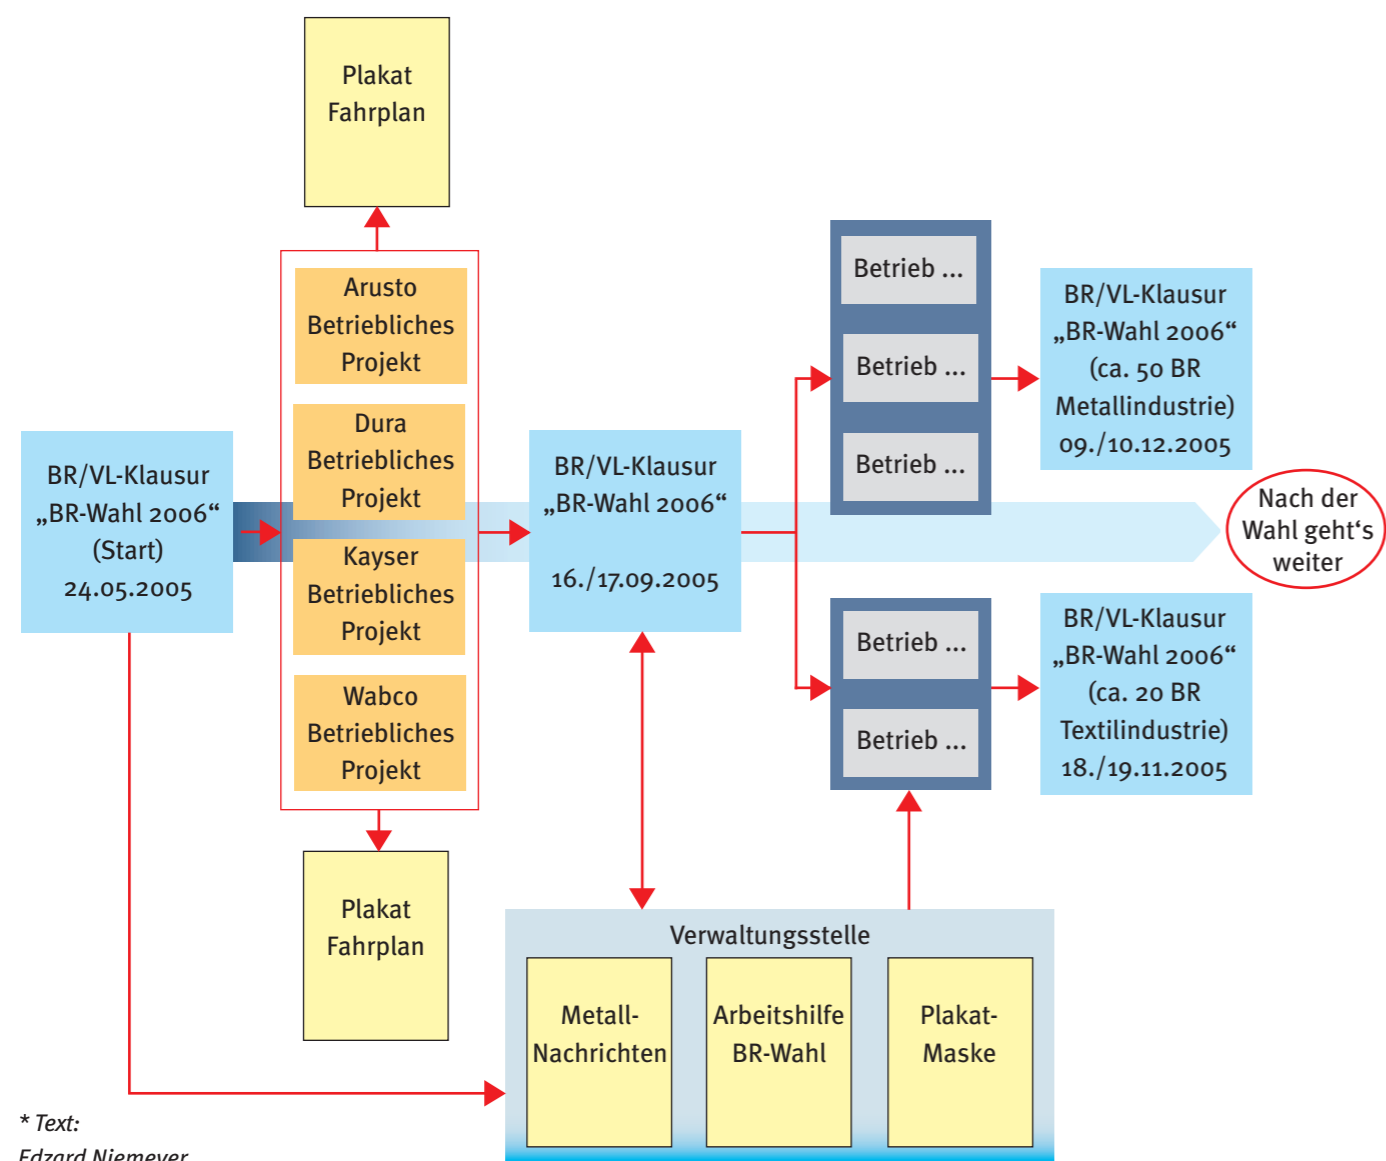 Plakat
Fahrplan
Arusto
Betriebliches
Projekt
Dura
Betriebliches
Projekt
Kayser
Betriebliches
Projekt
Wabco
Betriebliches
Projekt
Plakat
Fahrplan
BR/VL-Klausur
„BR-Wahl 2006“
(Start)
24.05.2005
BR/VL-Klausur
„BR-Wahl 2006“
16./17.09.2005
Betrieb ...
Betrieb ...
Betrieb ...
BR/VL-Klausur
„BR-Wahl 2006“
(ca. 50 BR
Metallindustrie)
09./10.12.2005
Nach der
Wahl geht‘s
weiter
Betrieb ...
Betrieb ...
BR/VL-Klausur
„BR-Wahl 2006“
(ca. 20 BR
Textilindustrie)
18./19.11.2005
Verwaltungsstelle
Metall-
Nachrichten
Arbeitshilfe
BR-Wahl
Plakat-
Maske
* Text:
Edzard Niemeyer